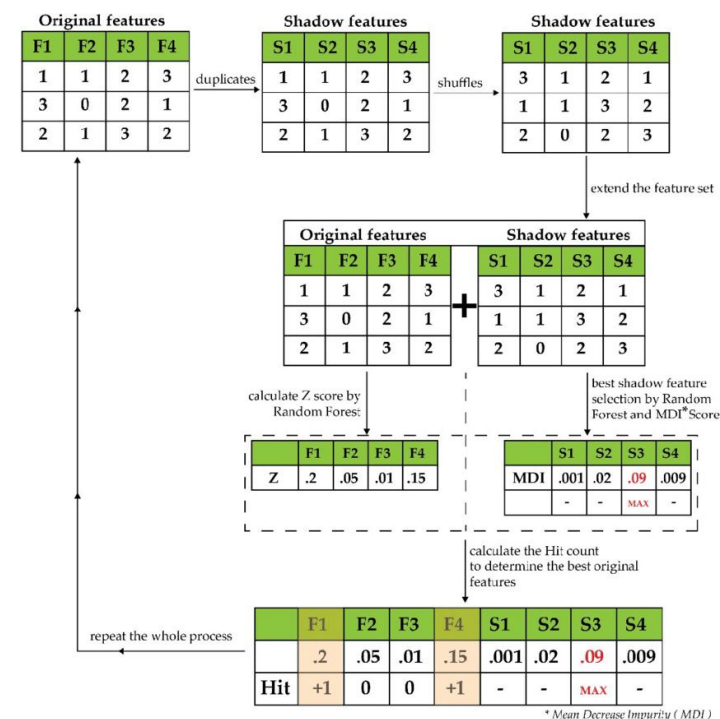 Original features
Shadow features
Shadow features
F1 F2 F3 F4
1 1 2 3
3 0 2 1
2 1 3 2
duplicates
S1 S2 S3 S4
1 1 2 3
3 0 2 1
2 1 3 2
shuffles
S1 S2 S3 S4
3 1 2 1
1 1 3 2
2 0 2 3
extend the feature set
Original features
Shadow features
F1 F2 F3 F4
1 1 2 3
3 0 2 1
2 1 3 2
+
S1 S2 S3 S4
3 1 2 1
1 1 3 2
2 0 2 3
calculate Z score by
Random Forest
best shadow feature
selection by Random
Forest and MDI*Score
F1 F2 F3 F4
Z .2 .05 .01 .15
S1 S2 S3 S4
MDI .001 .02 .09 .009
- - MAX -
calculate the Hit count
to determine the best original
features
repeat the whole process
F1 F2 F3 F4 S1 S2 S3 S4
.2 .05 .01 .15 .001 .02 .09 .009
Hit +1 0 0 +1 - - MAX -
* Mean Decrease Impurity ( MDI )